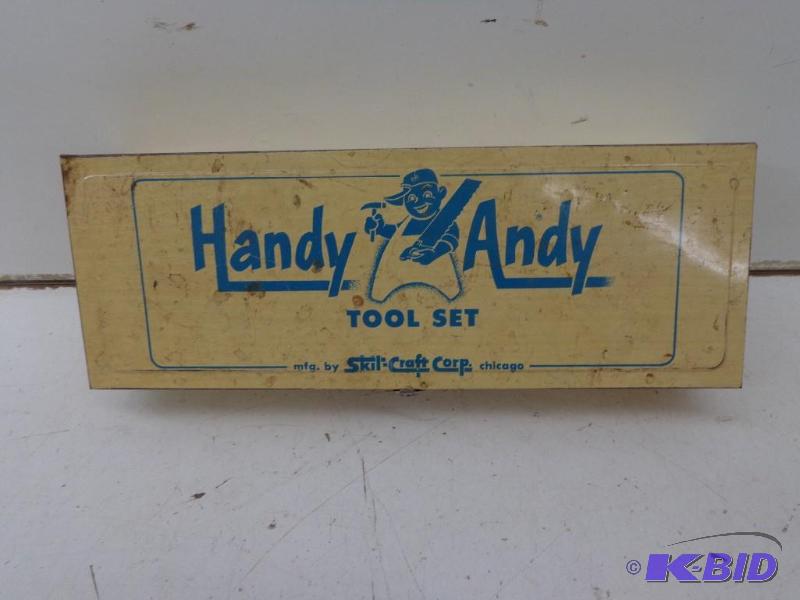 Handy Andy
TOOL SET
mfg. by Skil-Craft Corp. chicago
© K-BID